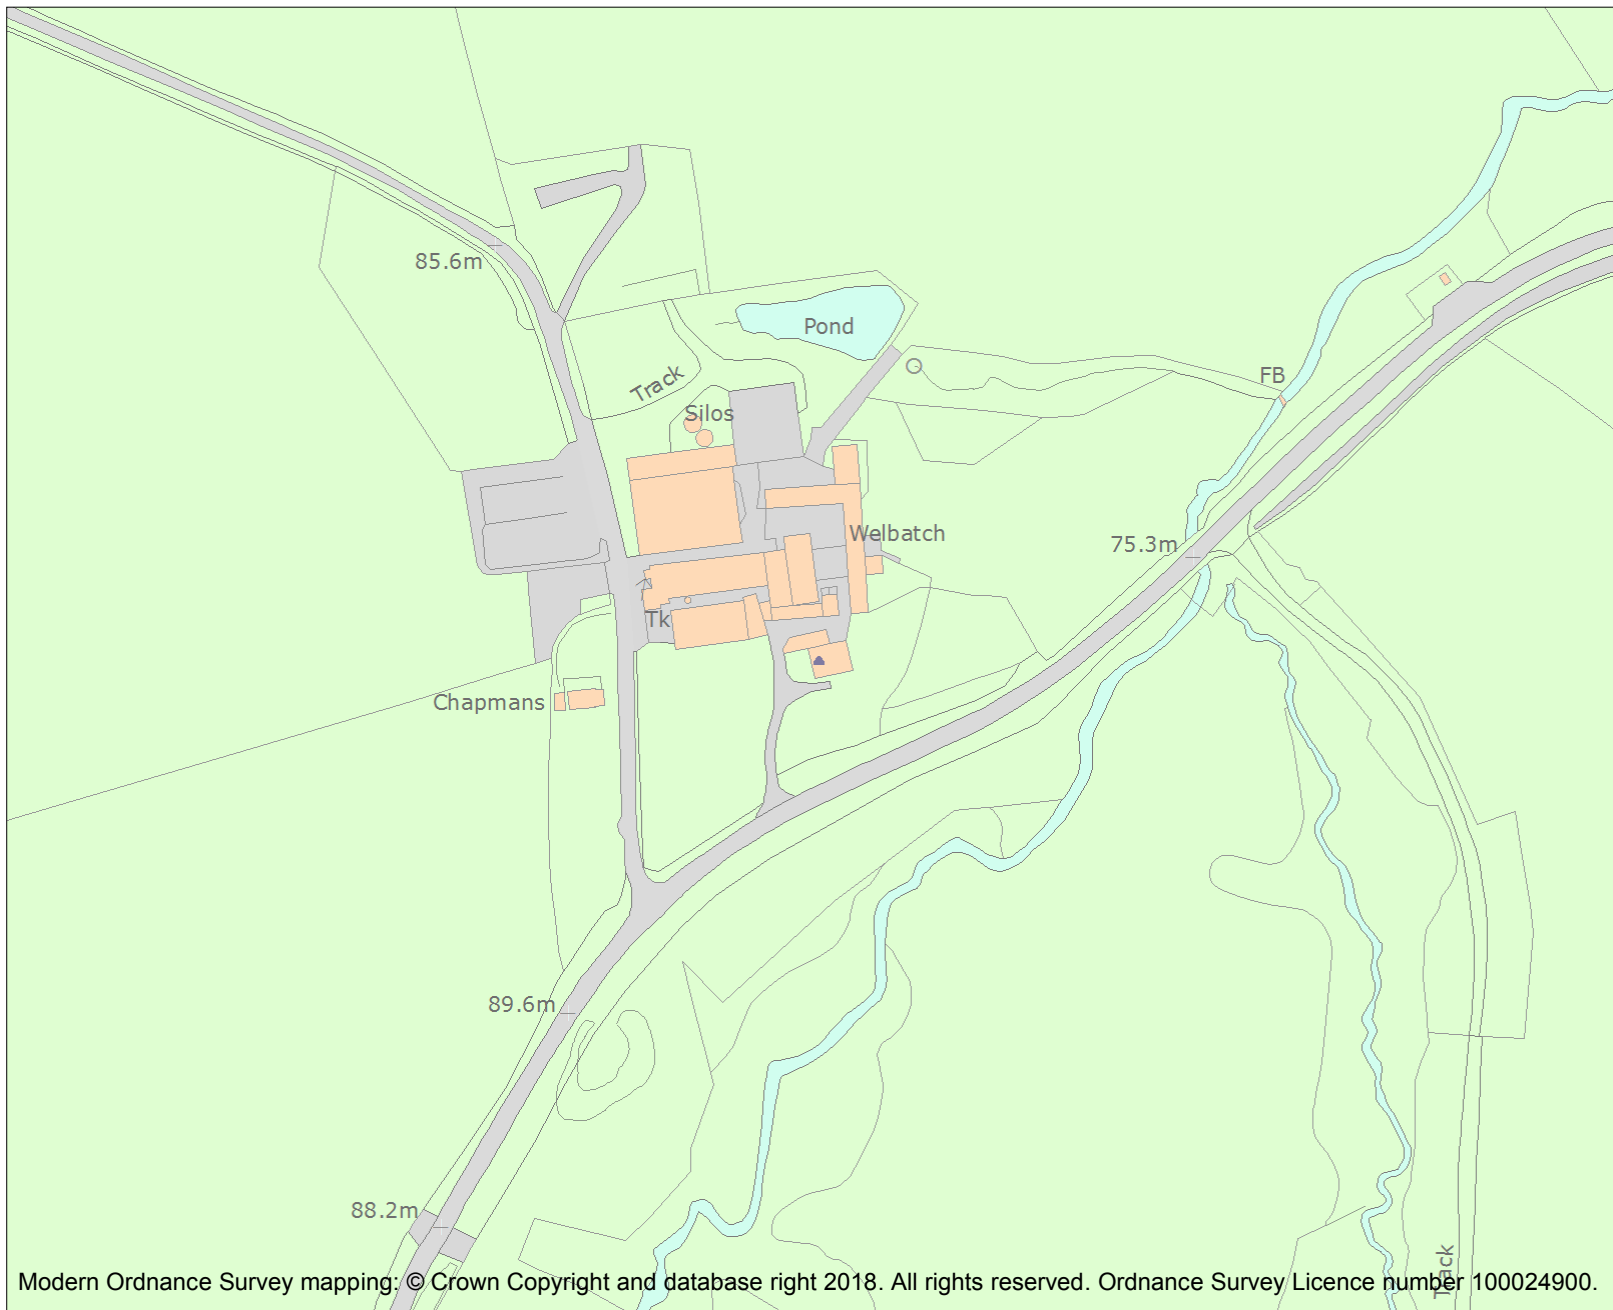 85.6m
Pond
Track
FB
Silos
Welbatch
75.3m
Tk
Chapmans
89.6m
88.2m
Track
Modern Ordnance Survey mapping: © Crown Copyright and database right 2018. All rights reserved. Ordnance Survey Licence number 100024900.